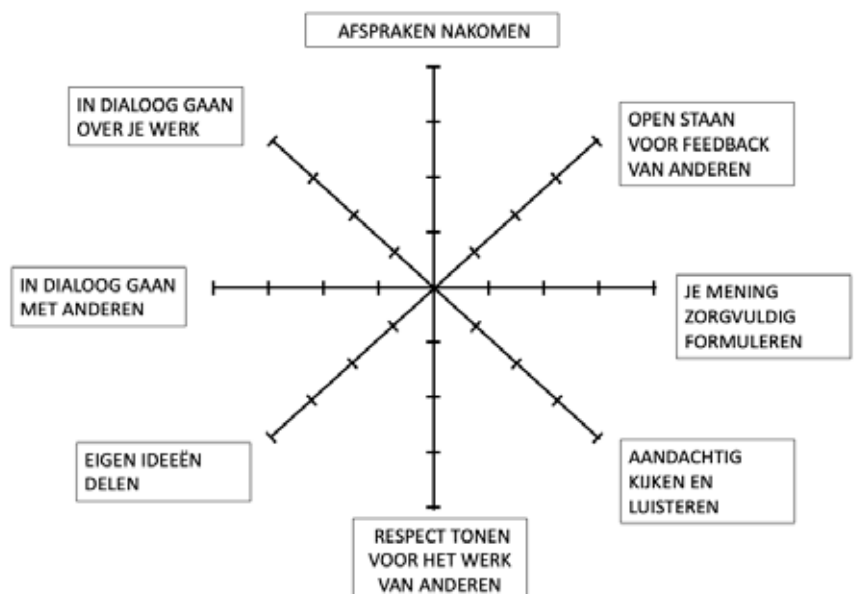 AFSPRAKEN NAKOMEN
IN DIALOOG GAAN
OVER JE WERK
OPEN STAAN
VOOR FEEDBACK
VAN ANDEREN
IN DIALOOG GAAN
MET ANDEREN
JE MENING
ZORGVULDIG
FORMULEREN
EIGEN IDEEËN
DELEN
AANDACHTIG
KIJKEN EN
LUISTEREN
RESPECT TONEN
VOOR HET WERK
VAN ANDEREN